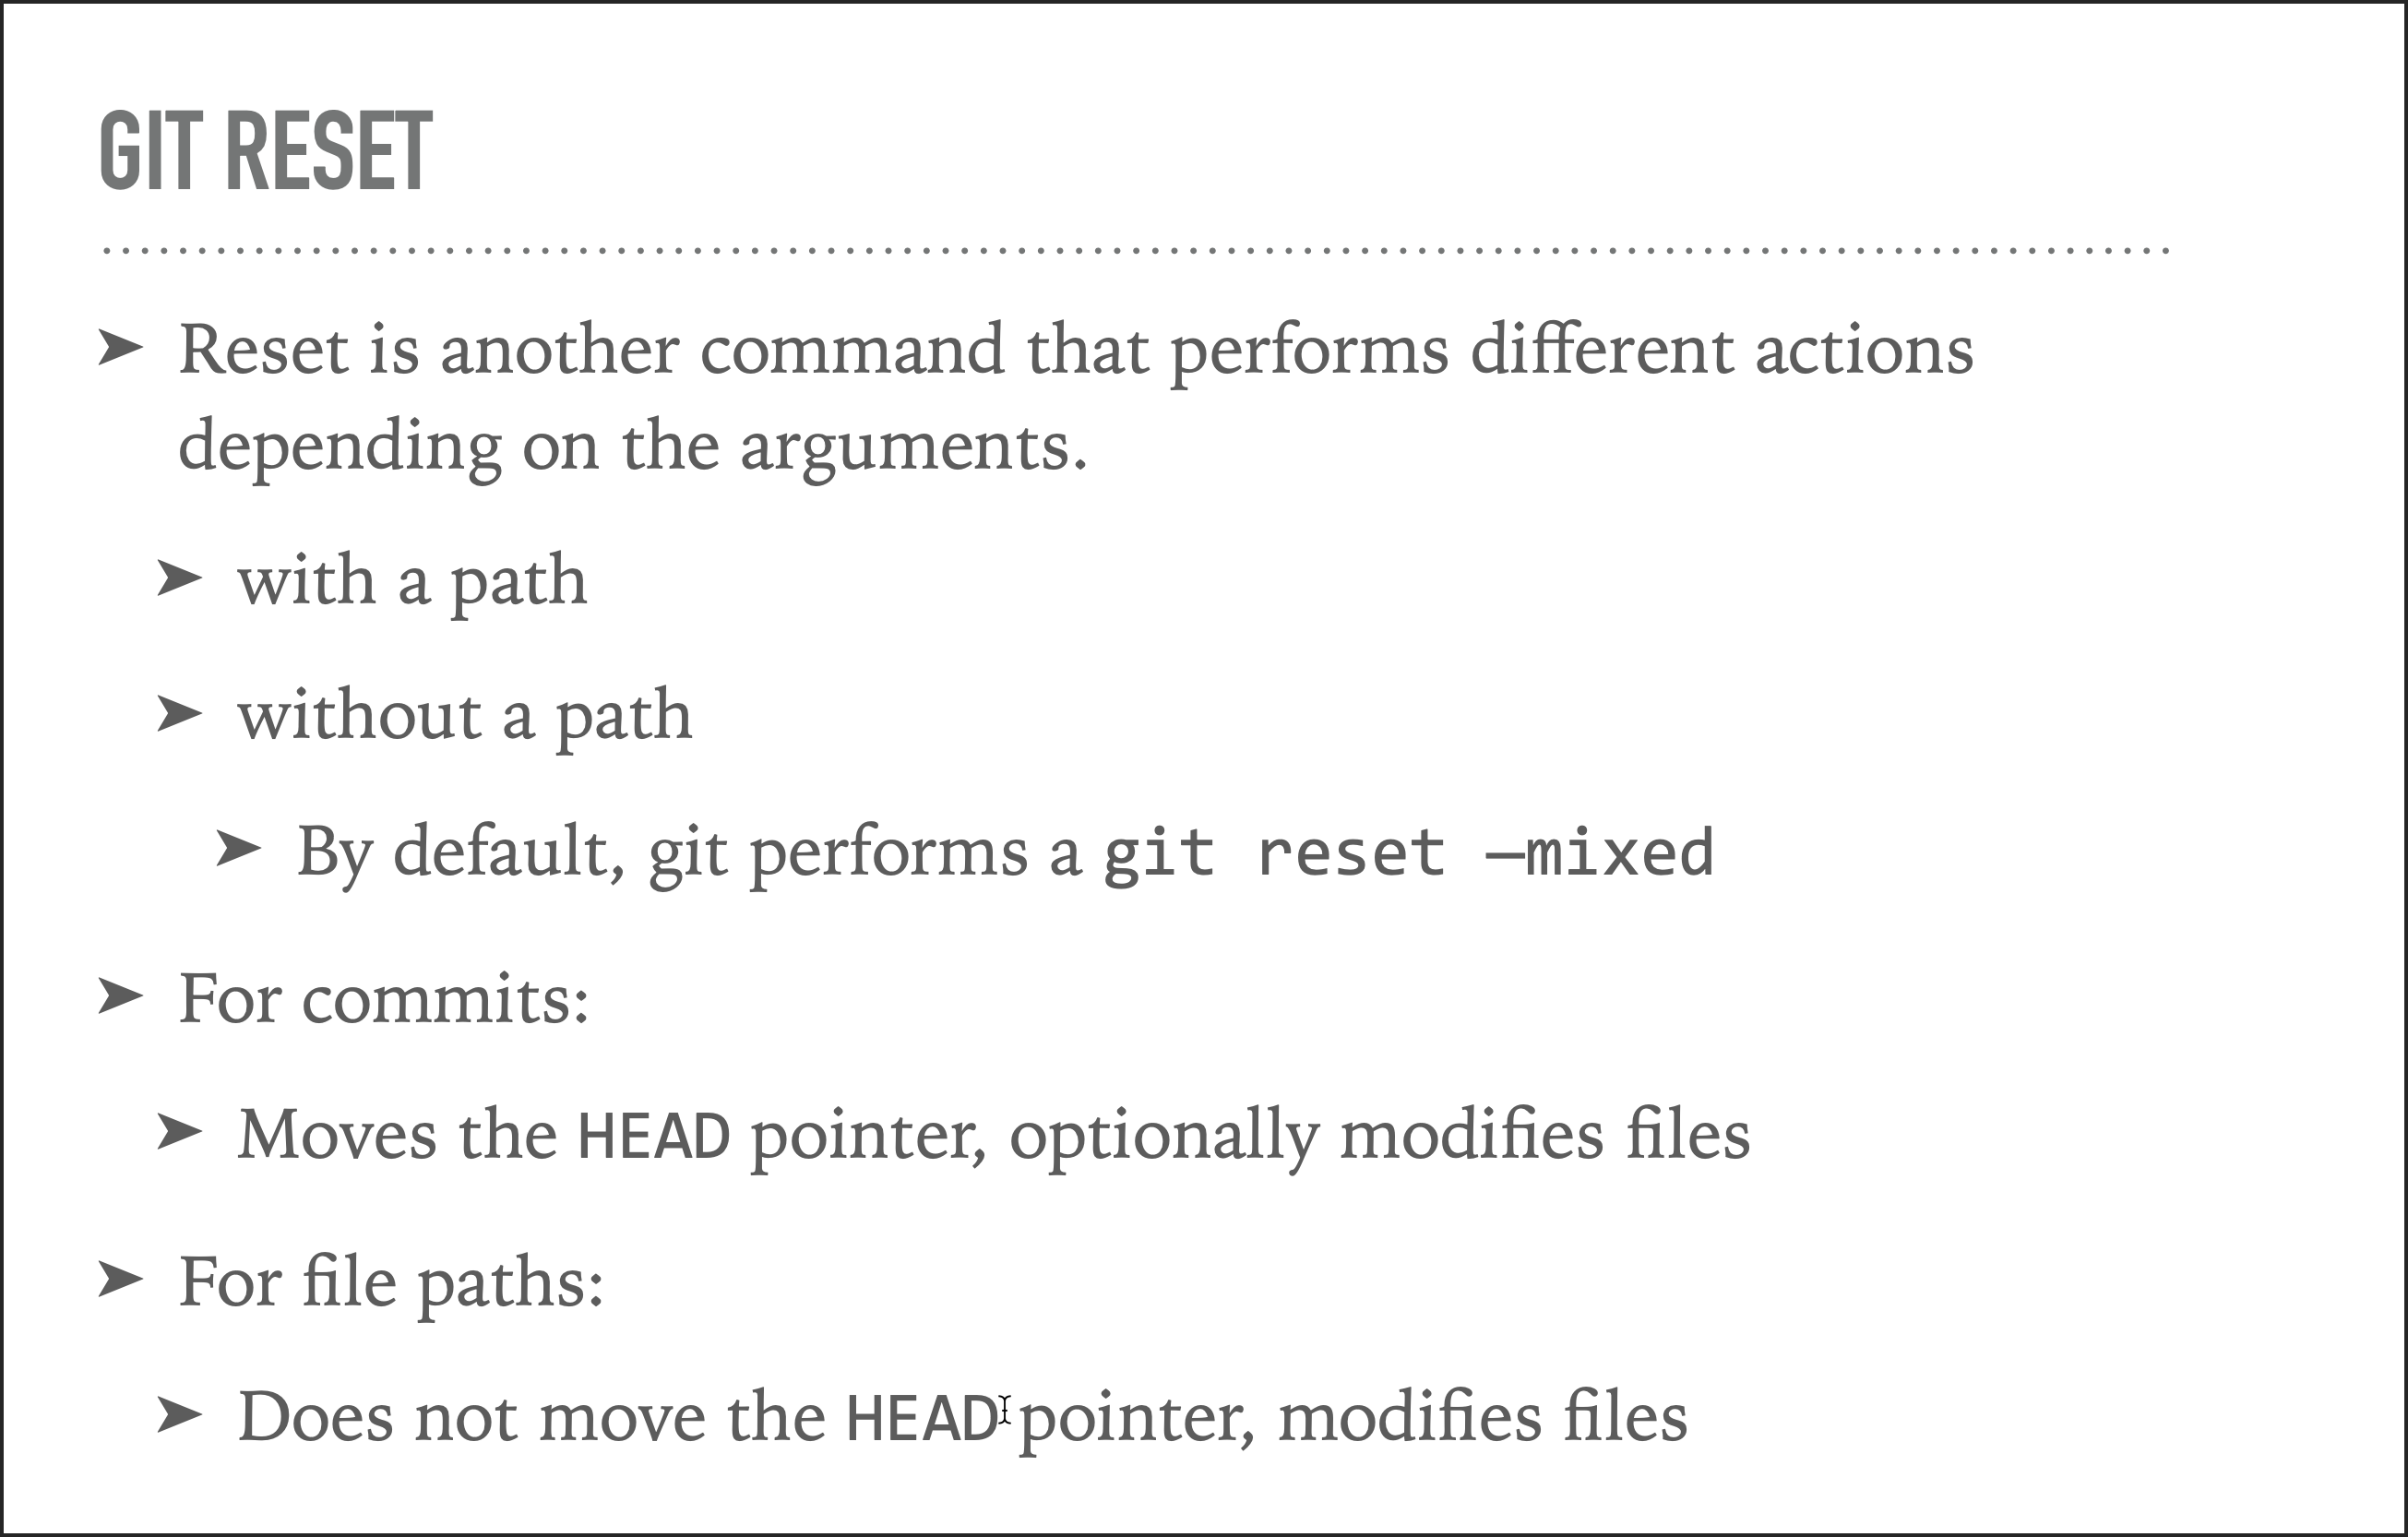 GIT RESET
➤ Reset is another command that performs different actions
depending on the arguments.
➤ with a path
➤ without a path
➤ By default, git performs a git reset —mixed
➤ For commits:
➤ Moves the HEAD pointer, optionally modifies files
➤ For file paths:
➤ Does not move the HEAD pointer, modifies files